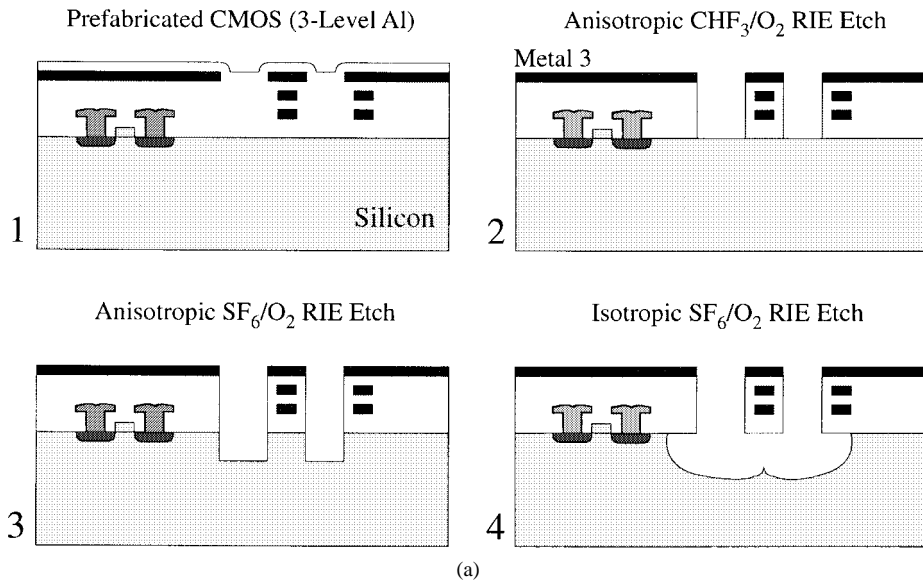 Prefabricated CMOS (3-Level Al)
Silicon
1
Anisotropic CHF3/O2 RIE Etch
Metal 3
2
Anisotropic SF6/O2 RIE Etch
3
Isotropic SF6/O2 RIE Etch
4
(a)